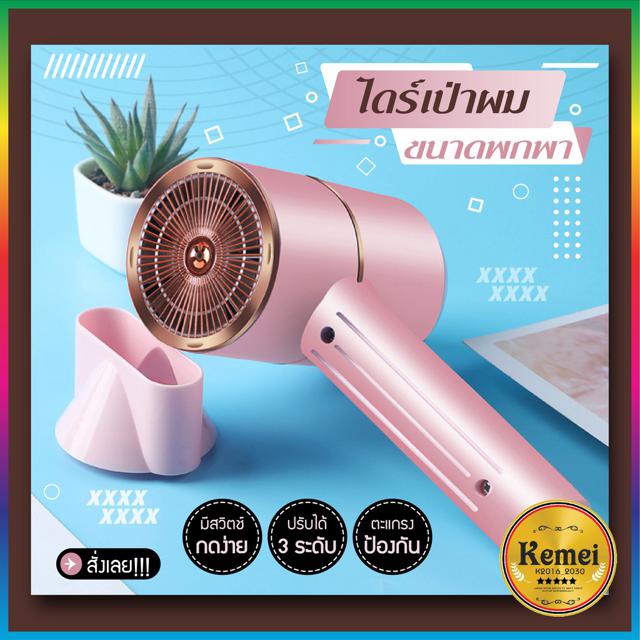 ไดร์เป่าผม
ขนาดพกพา
XXXX
XXXX
XXXX
XXXX
มีสวิตซ์
กดง่าย
ปรับได้
3 ระดับ
ตะแกรง
ป้องกัน
สั่งเลย!!!
Kemei
K2016_2030